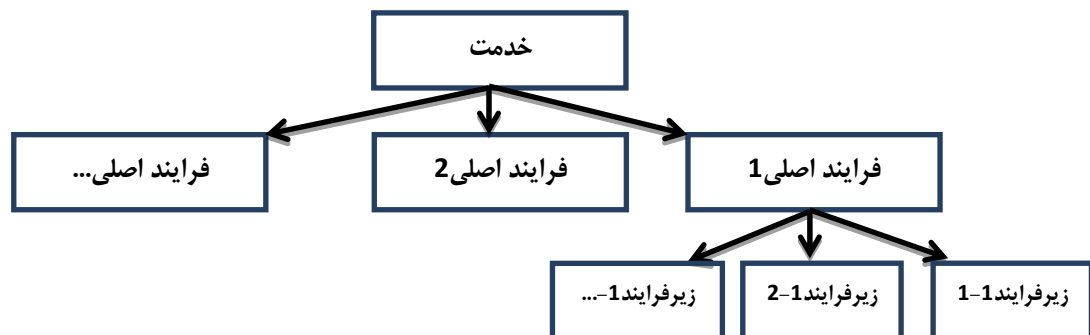 خدمت
فرایند اصلی1
فرایند اصلی2
فرایند اصلی...
زیرفرایند1-1
زیرفرایند1-2
زیرفرایند1-...